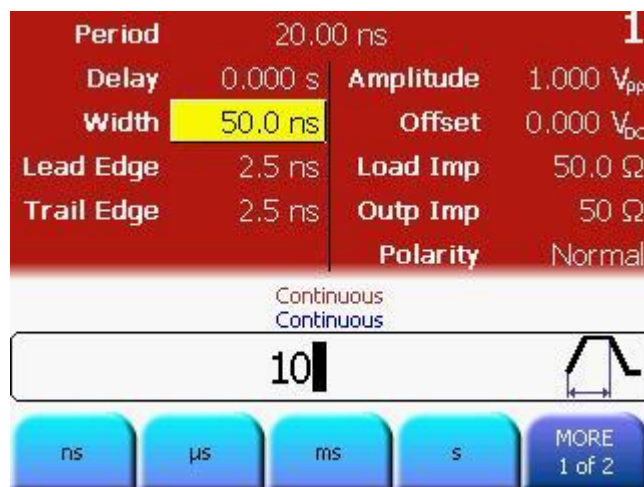 Period 20.00 ns 1
Delay 0.000 s Amplitude 1.000 Vpp
Width 50.0 ns Offset 0.000 VDC
Lead Edge 2.5 ns Load Imp 50.0 Ω
Trail Edge 2.5 ns Outp Imp 50 Ω
Polarity Normal
Continuous
Continuous
10
ns µs ms s MORE
1 of 2